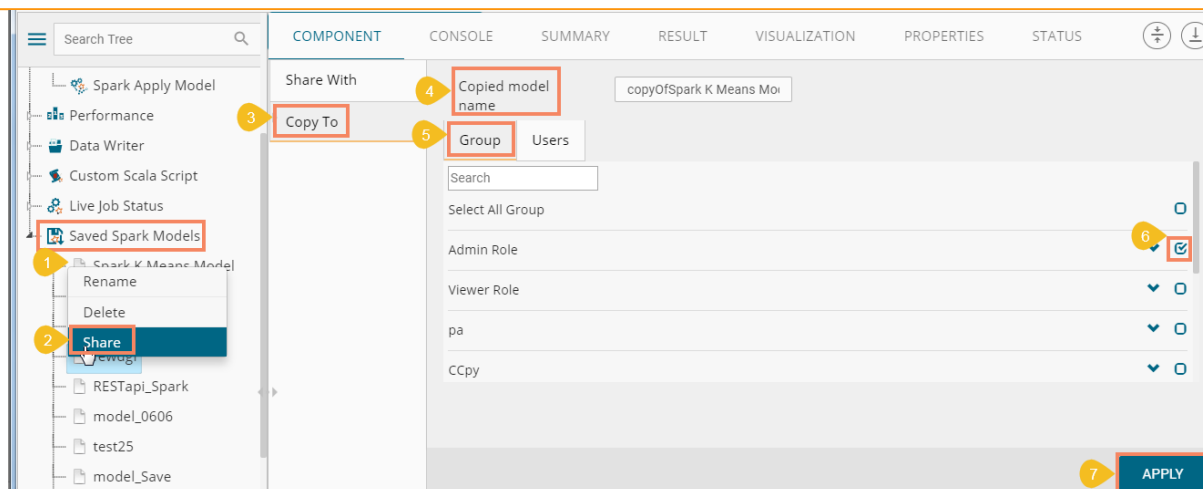 Search Tree
Spark Apply Model
Performance
Data Writer
Custom Scala Script
Live Job Status
Saved Spark Models
1
Spark K Means Model
Rename
Delete
2
Share
RESTapi_Spark
model_0606
test25
model_Save
COMPONENT CONSOLE SUMMARY RESULT VISUALIZATION PROPERTIES STATUS
Share With
3
Copy To
4
Copied model
name
copyOfSpark K Means
5
Group Users
Search
Select All Group
6
Admin Role
Viewer Role
pa
CCpy
7
APPLY